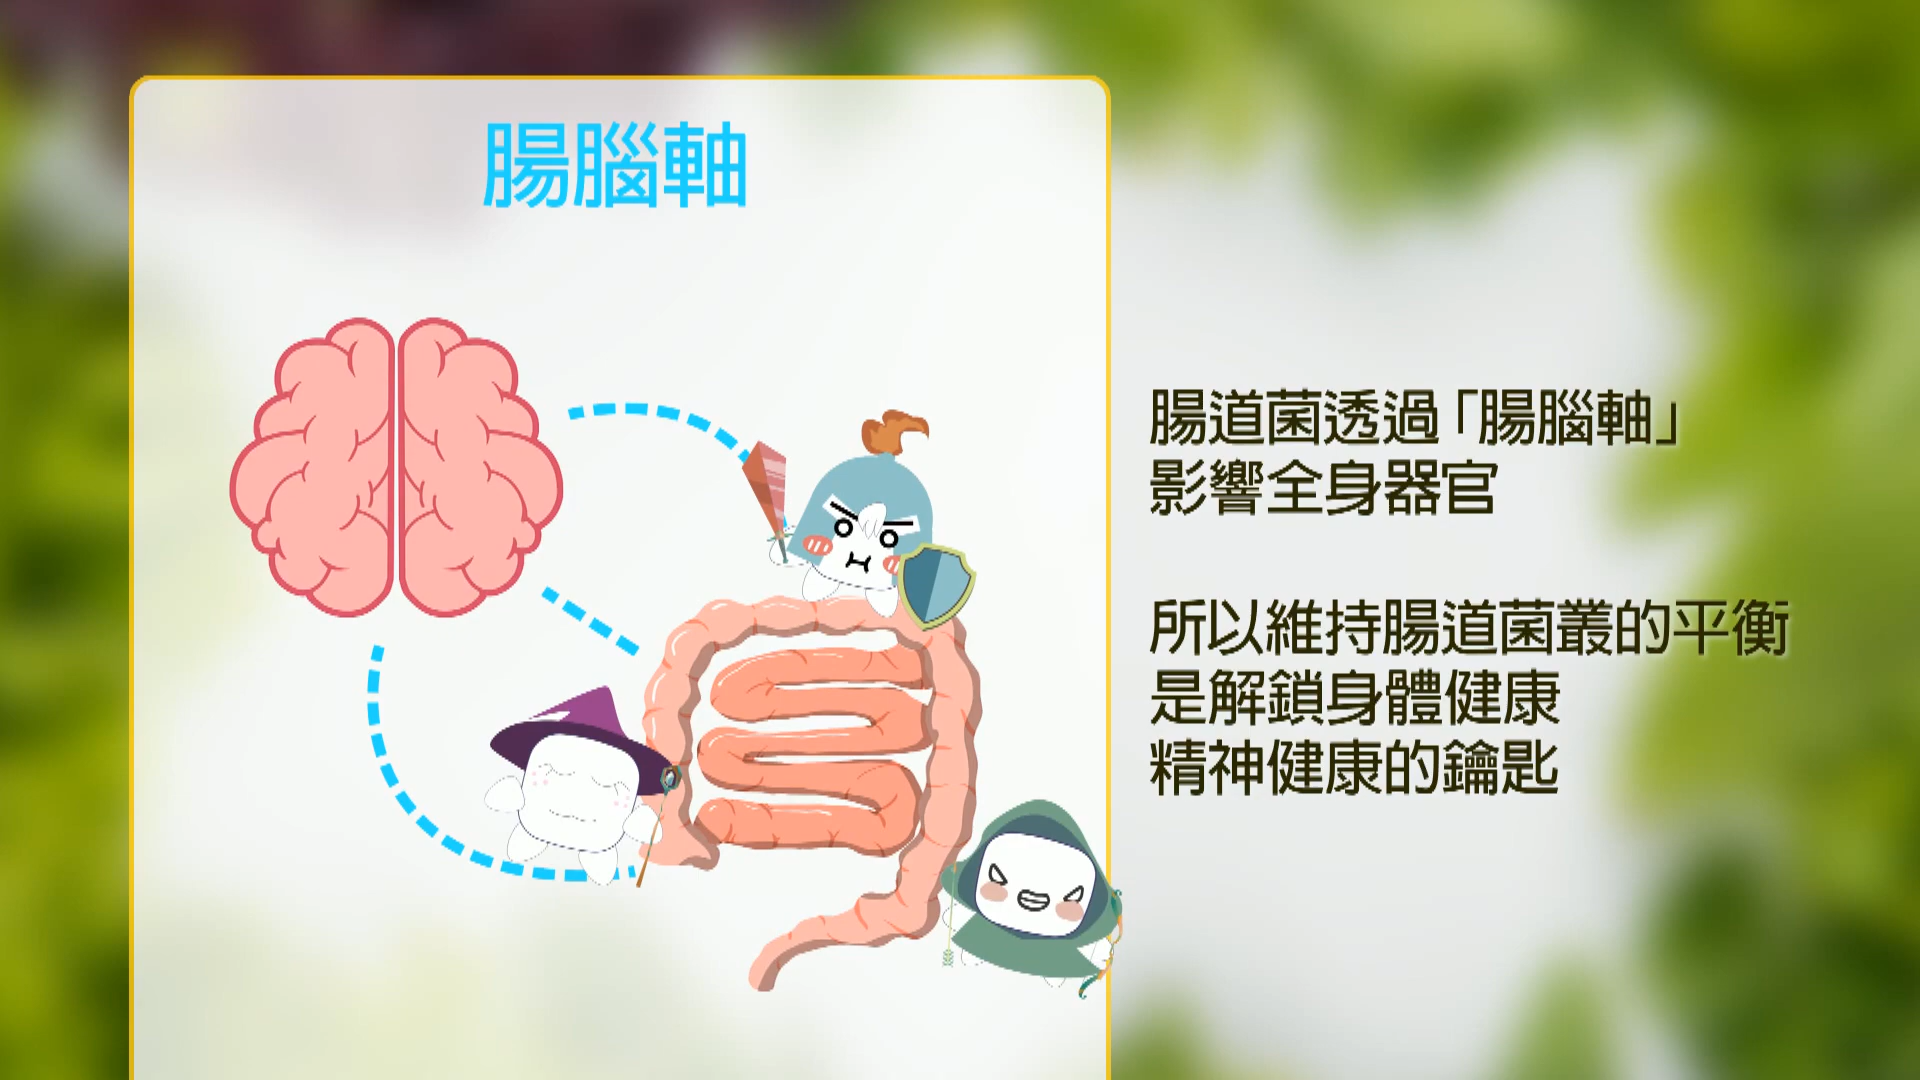 腸腦軸
腸道菌透過「腸腦軸」
影響全身器官
所以維持腸道菌叢的平衡
是解鎖身體健康
精神健康的鑰匙